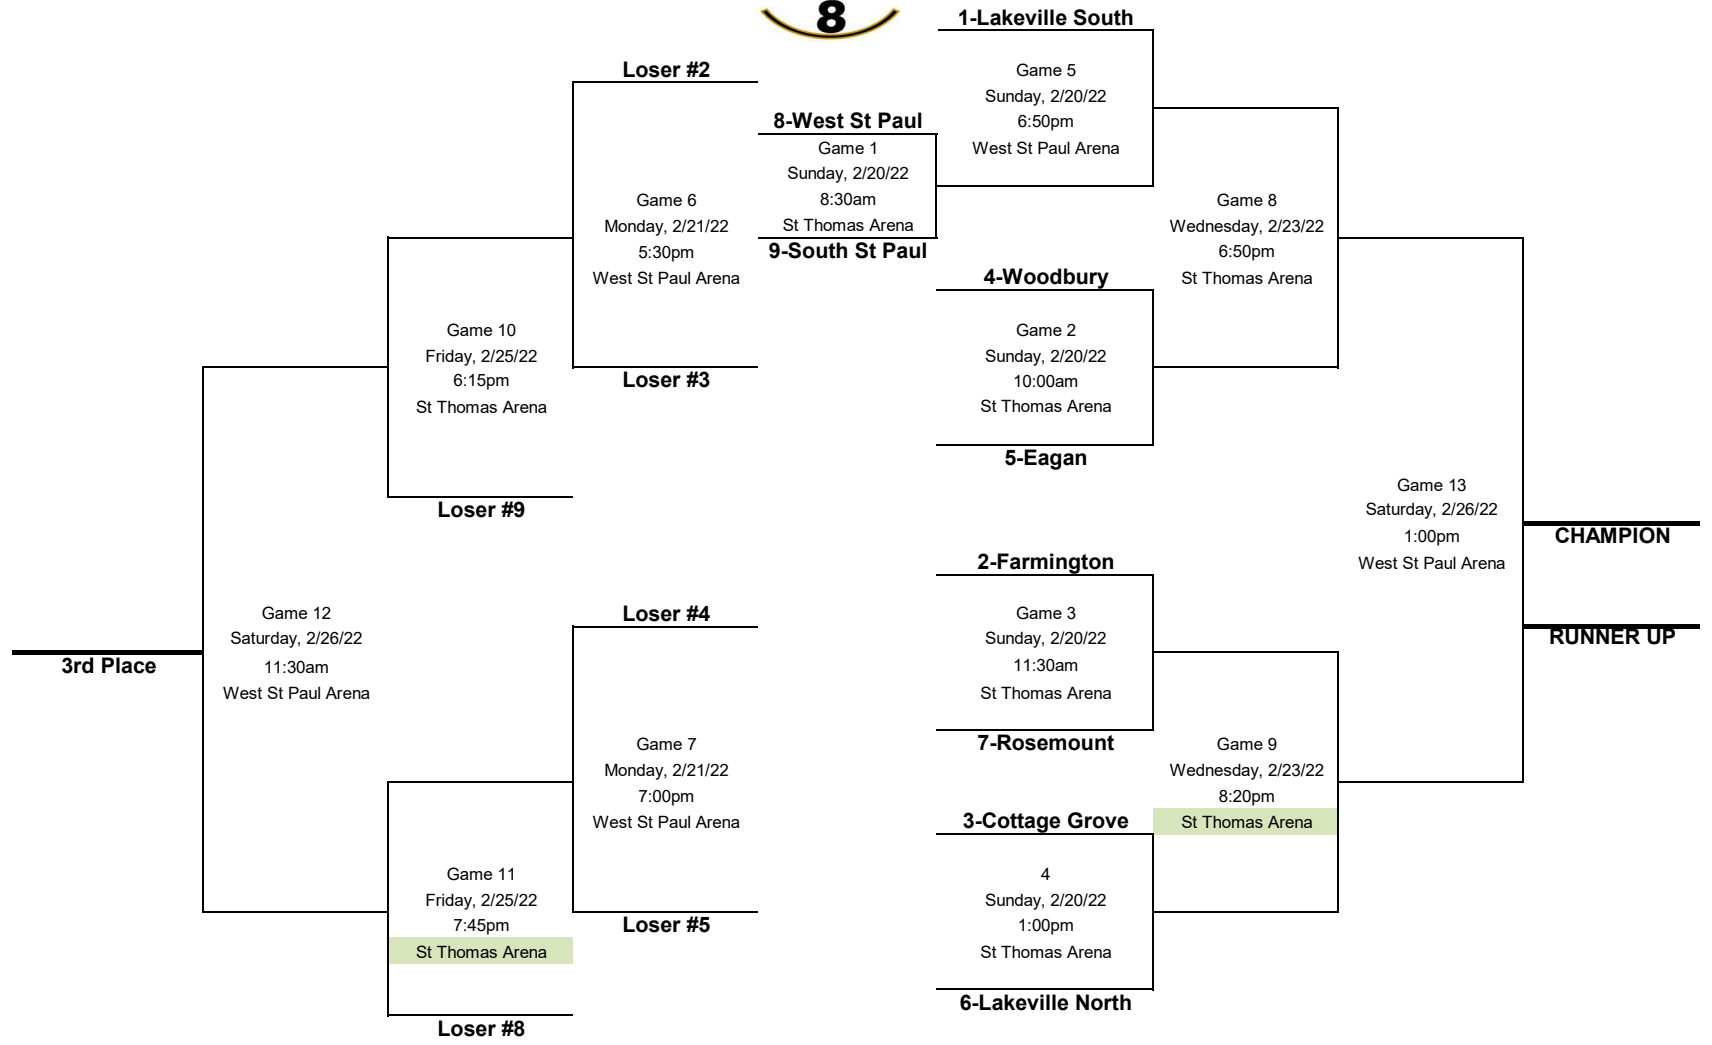 8
1-Lakeville South
Loser #2
Game 5
Sunday, 2/20/22
6:50pm
West St Paul Arena
8-West St Paul
Game 1
Sunday, 2/20/22
8:30am
St Thomas Arena
9-South St Paul
Game 6
Monday, 2/21/22
5:30pm
West St Paul Arena
Game 8
Wednesday, 2/23/22
6:50pm
St Thomas Arena
4-Woodbury
Game 2
Sunday, 2/20/22
10:00am
St Thomas Arena
5-Eagan
Game 10
Friday, 2/25/22
6:15pm
St Thomas Arena
Loser #3
Loser #9
Game 13
Saturday, 2/26/22
1:00pm
West St Paul Arena
CHAMPION
RUNNER UP
2-Farmington
Game 3
Sunday, 2/20/22
11:30am
St Thomas Arena
7-Rosemount
Loser #4
Game 12
Saturday, 2/26/22
11:30am
West St Paul Arena
3rd Place
Game 7
Monday, 2/21/22
7:00pm
West St Paul Arena
Game 9
Wednesday, 2/23/22
8:20pm
St Thomas Arena
3-Cottage Grove
4
Sunday, 2/20/22
1:00pm
St Thomas Arena
6-Lakeville North
Game 11
Friday, 2/25/22
7:45pm
St Thomas Arena
Loser #5
Loser #8